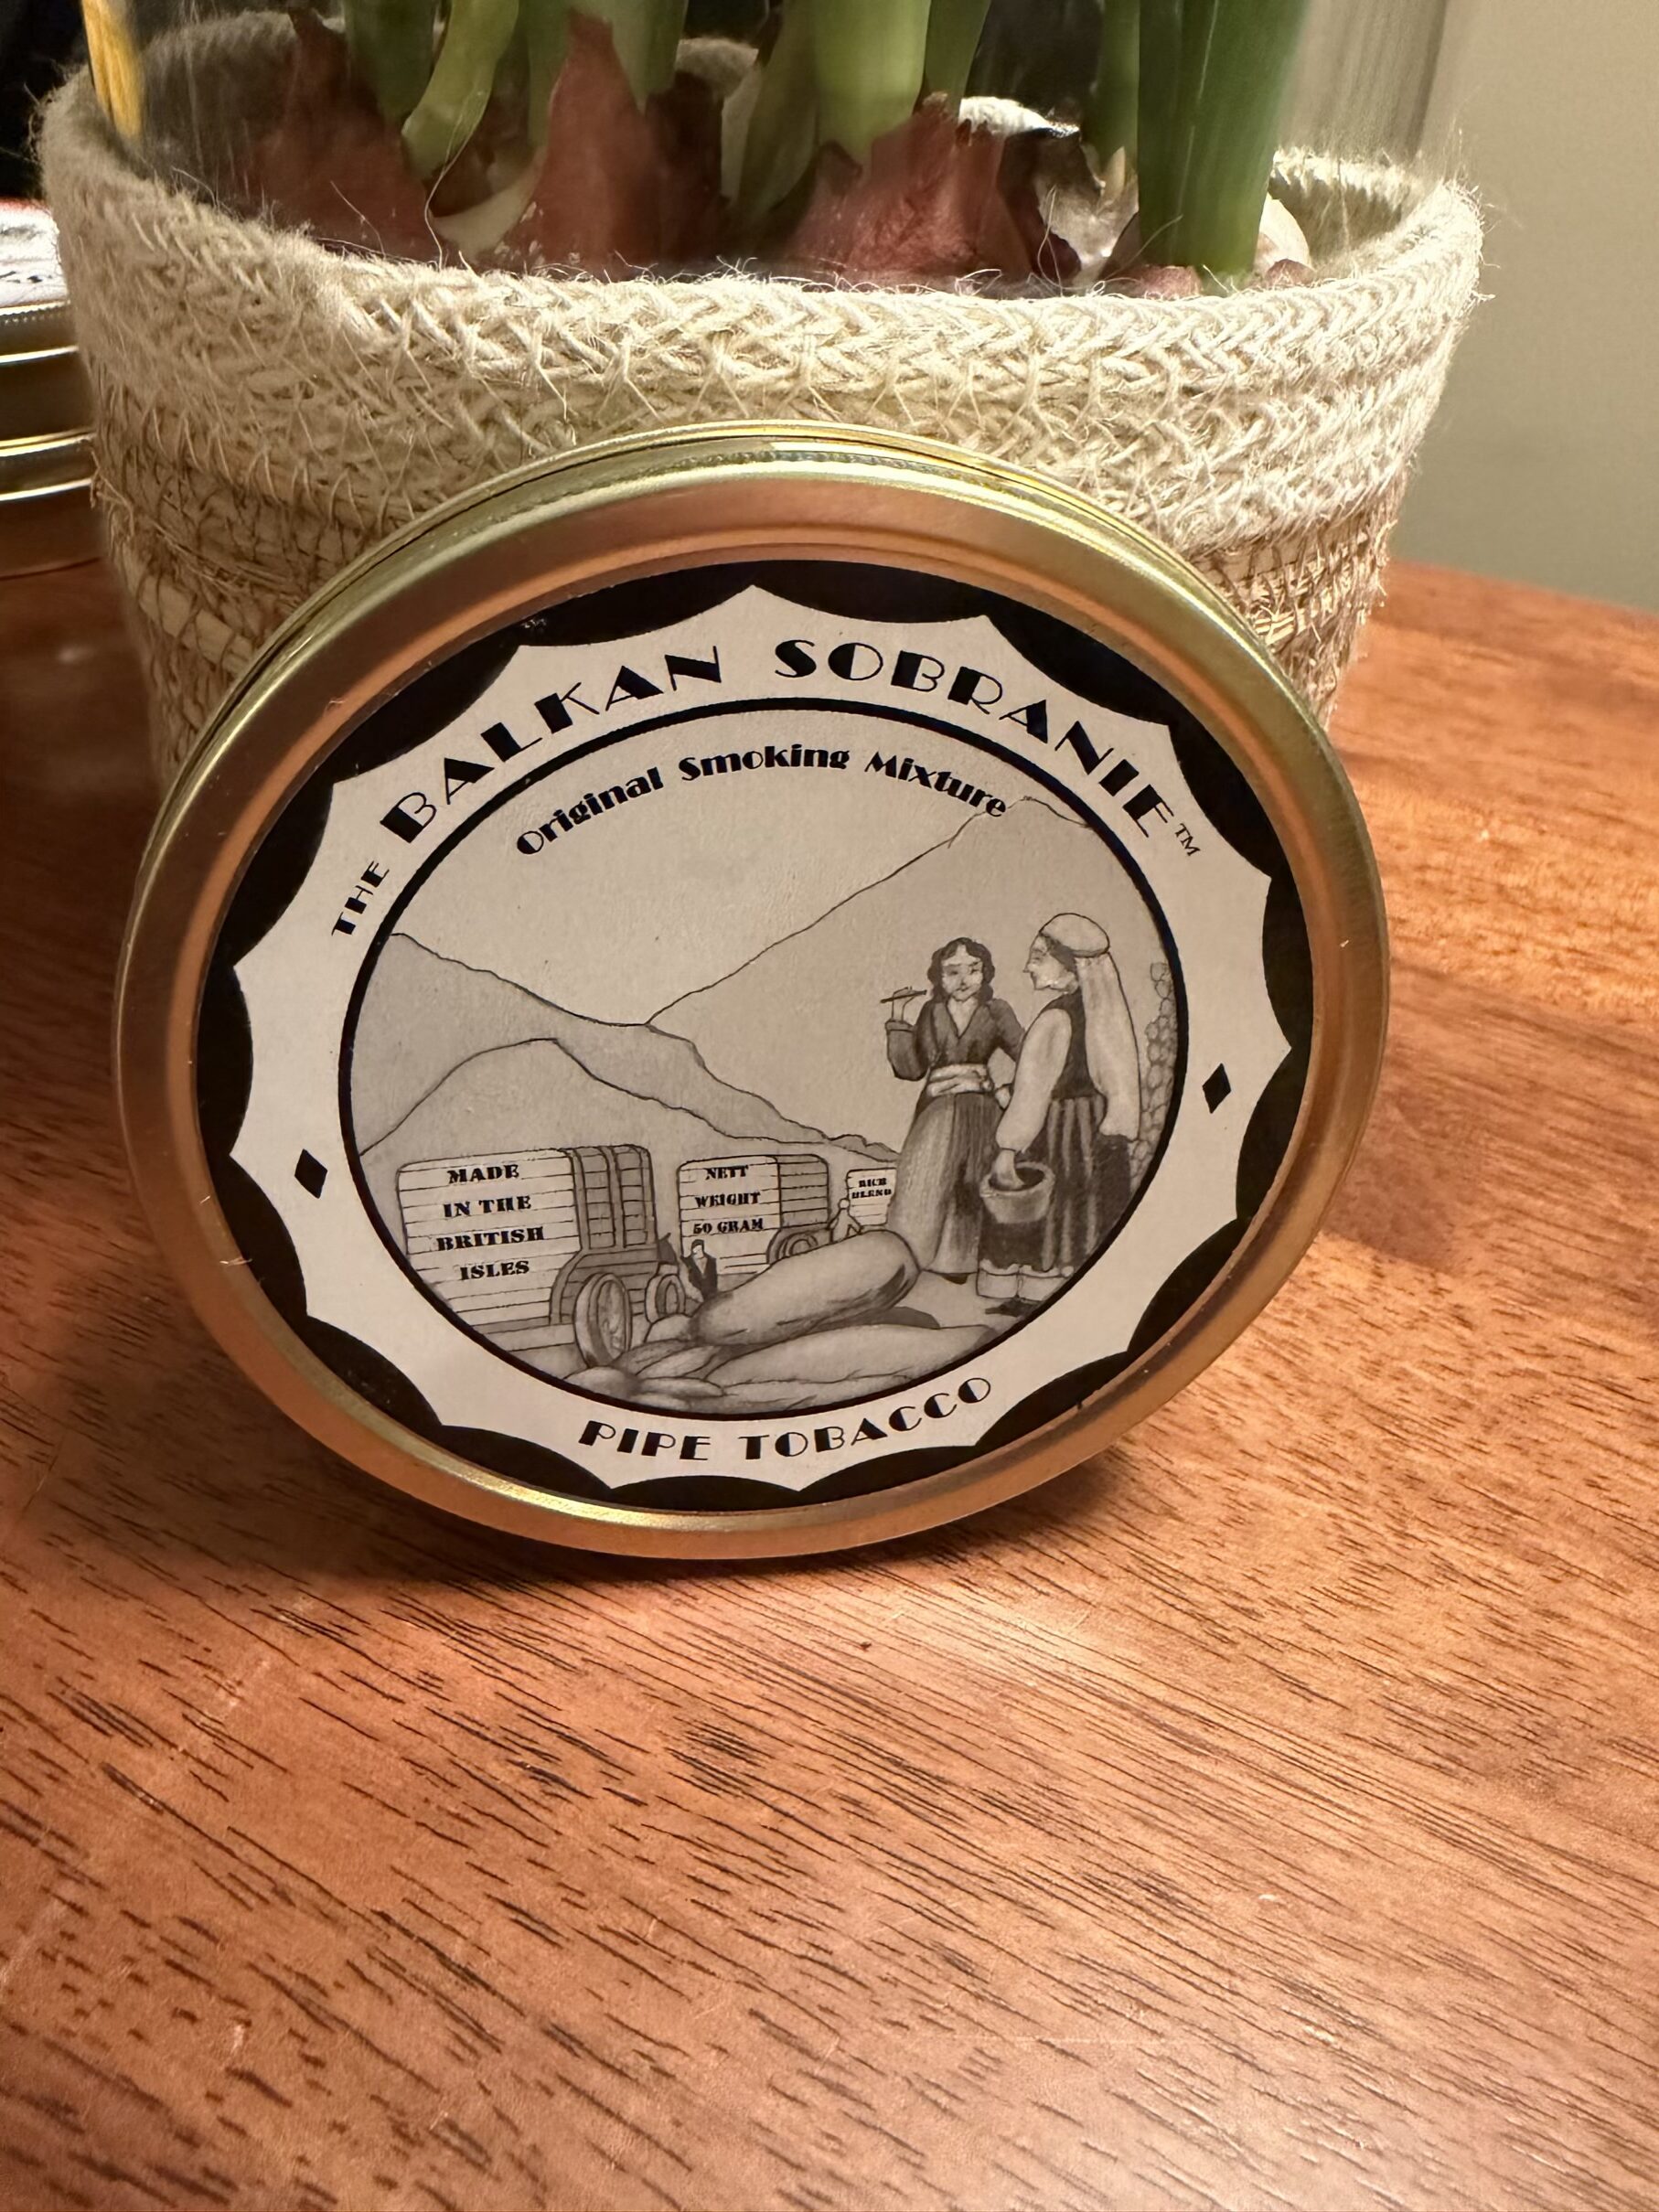 THE BALKAN SOBRANIE™
Original Smoking Mixture
MADE
IN THE
BRITISH
ISLES
NETT
WEIGHT
50 GRAM
RICH
BLEND
PIPE TOBACCO